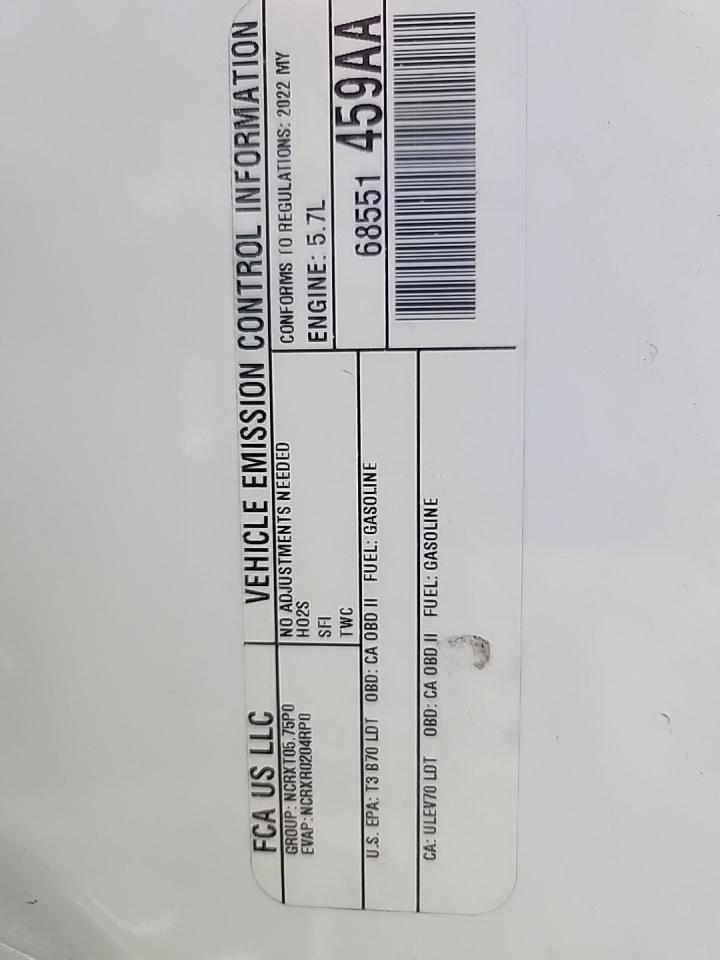 FCA US LLC
VEHICLE EMISSION CONTROL INFORMATION
GROUP: NCRXT05.75P0
EVAP: NCRXR0204RP0
NO ADJUSTMENTS NEEDED
HO2S
SFI
TWC
CONFORMS TO REGULATIONS: 2022 MY
ENGINE: 5.7L
68551 459AA
U.S. EPA: T3 B70 LDT OBD: CA OBD II FUEL: GASOLINE
CA: ULEV70 LDT OBD: CA OBD II FUEL: GASOLINE